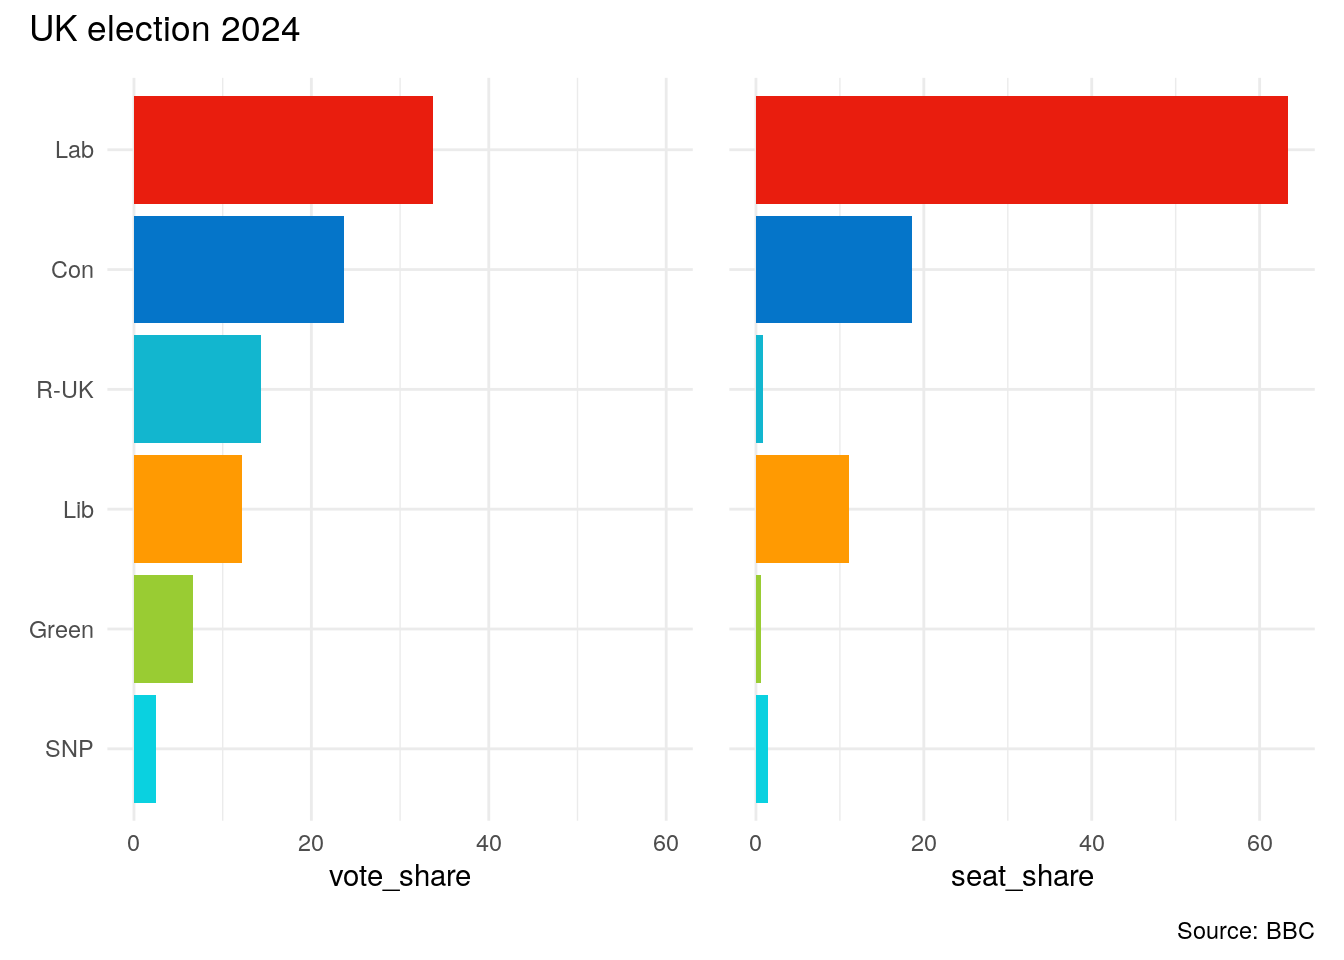 UK election 2024
Lab
Con
R-UK
Lib
Green
SNP
0 20 40 60
vote_share
0 20 40 60
seat_share
Source: BBC